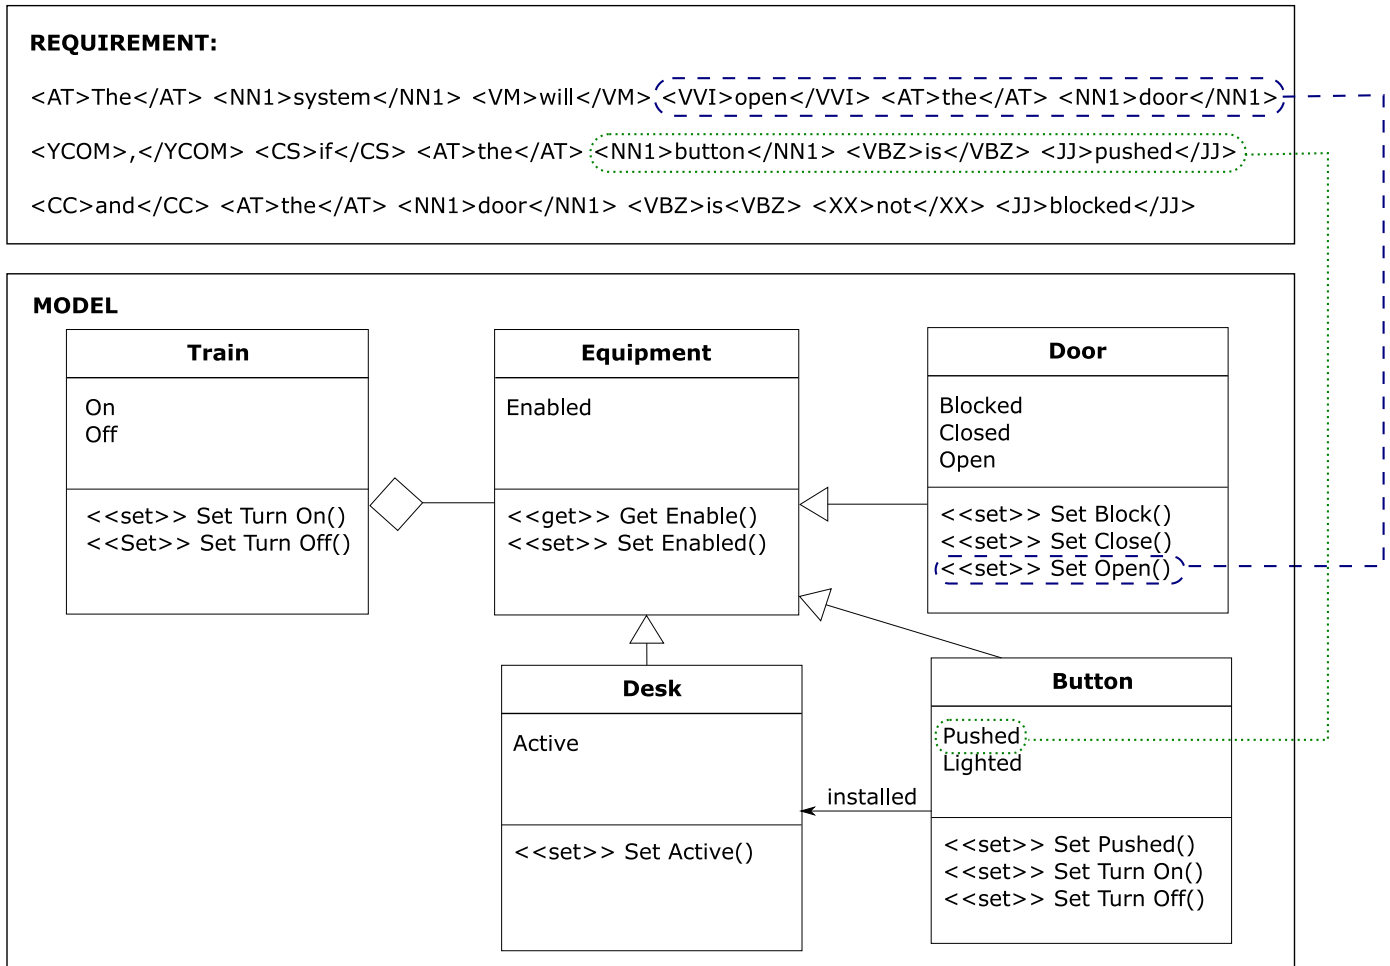 REQUIREMENT:
<AT>The</AT> <NN1>system</NN1> <VM>will</VM> <VVI>open</VVI> <AT>the</AT> <NN1>door</NN1>
<YCOM>,</YCOM> <CS>if</CS> <AT>the</AT> <NN1>button</NN1> <VBZ>is</VBZ> <JJ>pushed</JJ>
<CC>and</CC> <AT>the</AT> <NN1>door</NN1> <VBZ>is<VBZ> <XX>not</XX> <JJ>blocked</JJ>
MODEL
Train
On
Off
<<set>> Set Turn On()
<<Set>> Set Turn Off()
Equipment
Enabled
<<get>> Get Enable()
<<set>> Set Enabled()
Door
Blocked
Closed
Open
<<set>> Set Block()
<<set>> Set Close()
<<set>> Set Open()
Desk
Active
<<set>> Set Active()
installed
Button
Pushed
Lighted
<<set>> Set Pushed()
<<set>> Set Turn On()
<<set>> Set Turn Off()